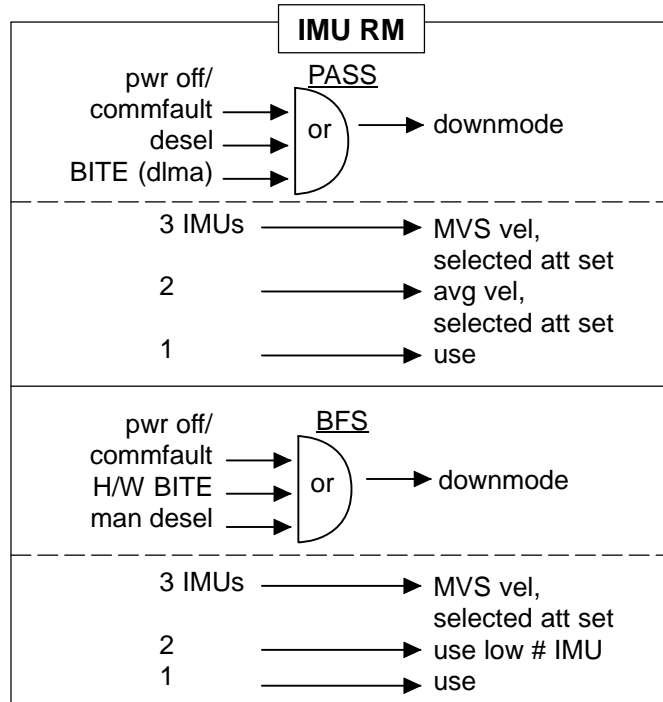 IMU RM
PASS
pwr off/
commfault
desel
BITE (dlma)
or
downmode
3 IMUs
MVS vel,
selected att set
2
avg vel,
selected att set
1
use
BFS
pwr off/
commfault
H/W BITE
man desel
or
downmode
3 IMUs
MVS vel,
selected att set
2
use low # IMU
1
use